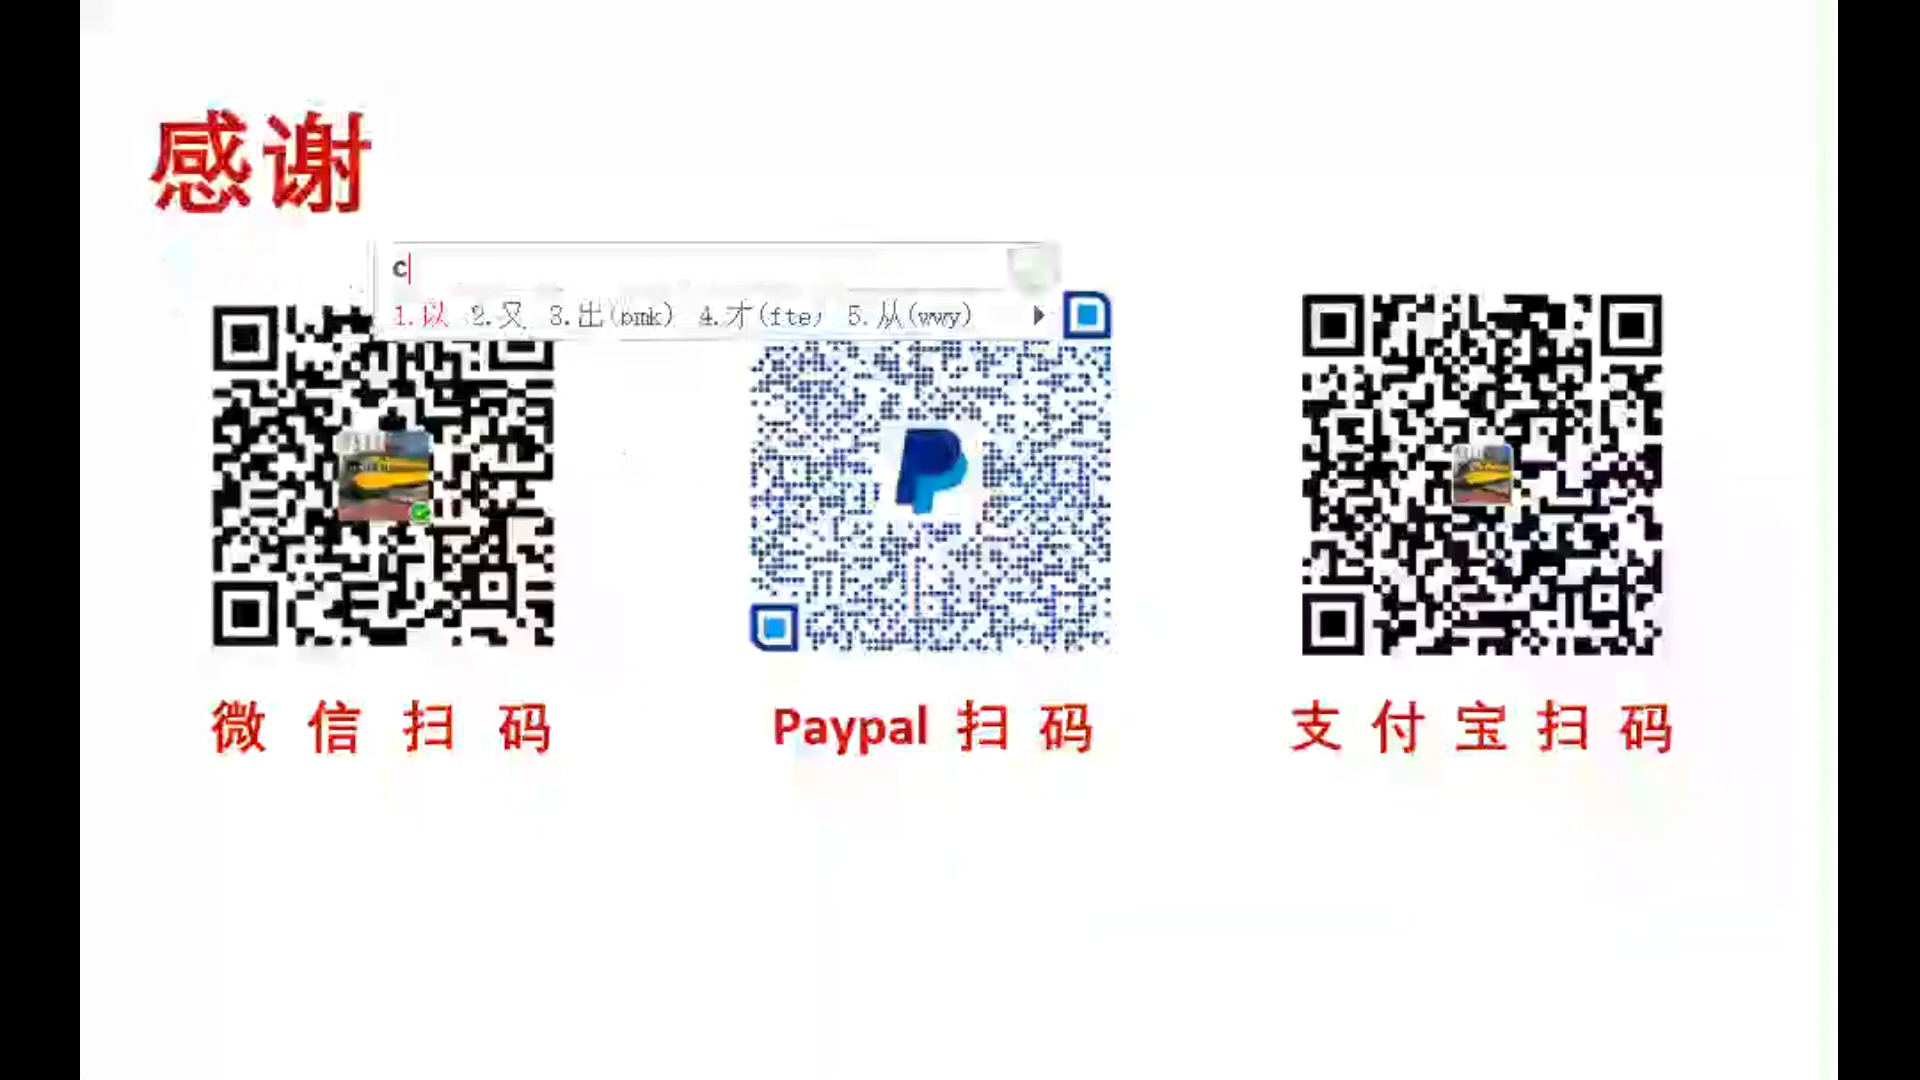 感谢
c
1.以 2.又 3.出(bmk) 4.才(fte) 5.从(wwy)
微信扫码
Paypal 扫码
支付宝扫码